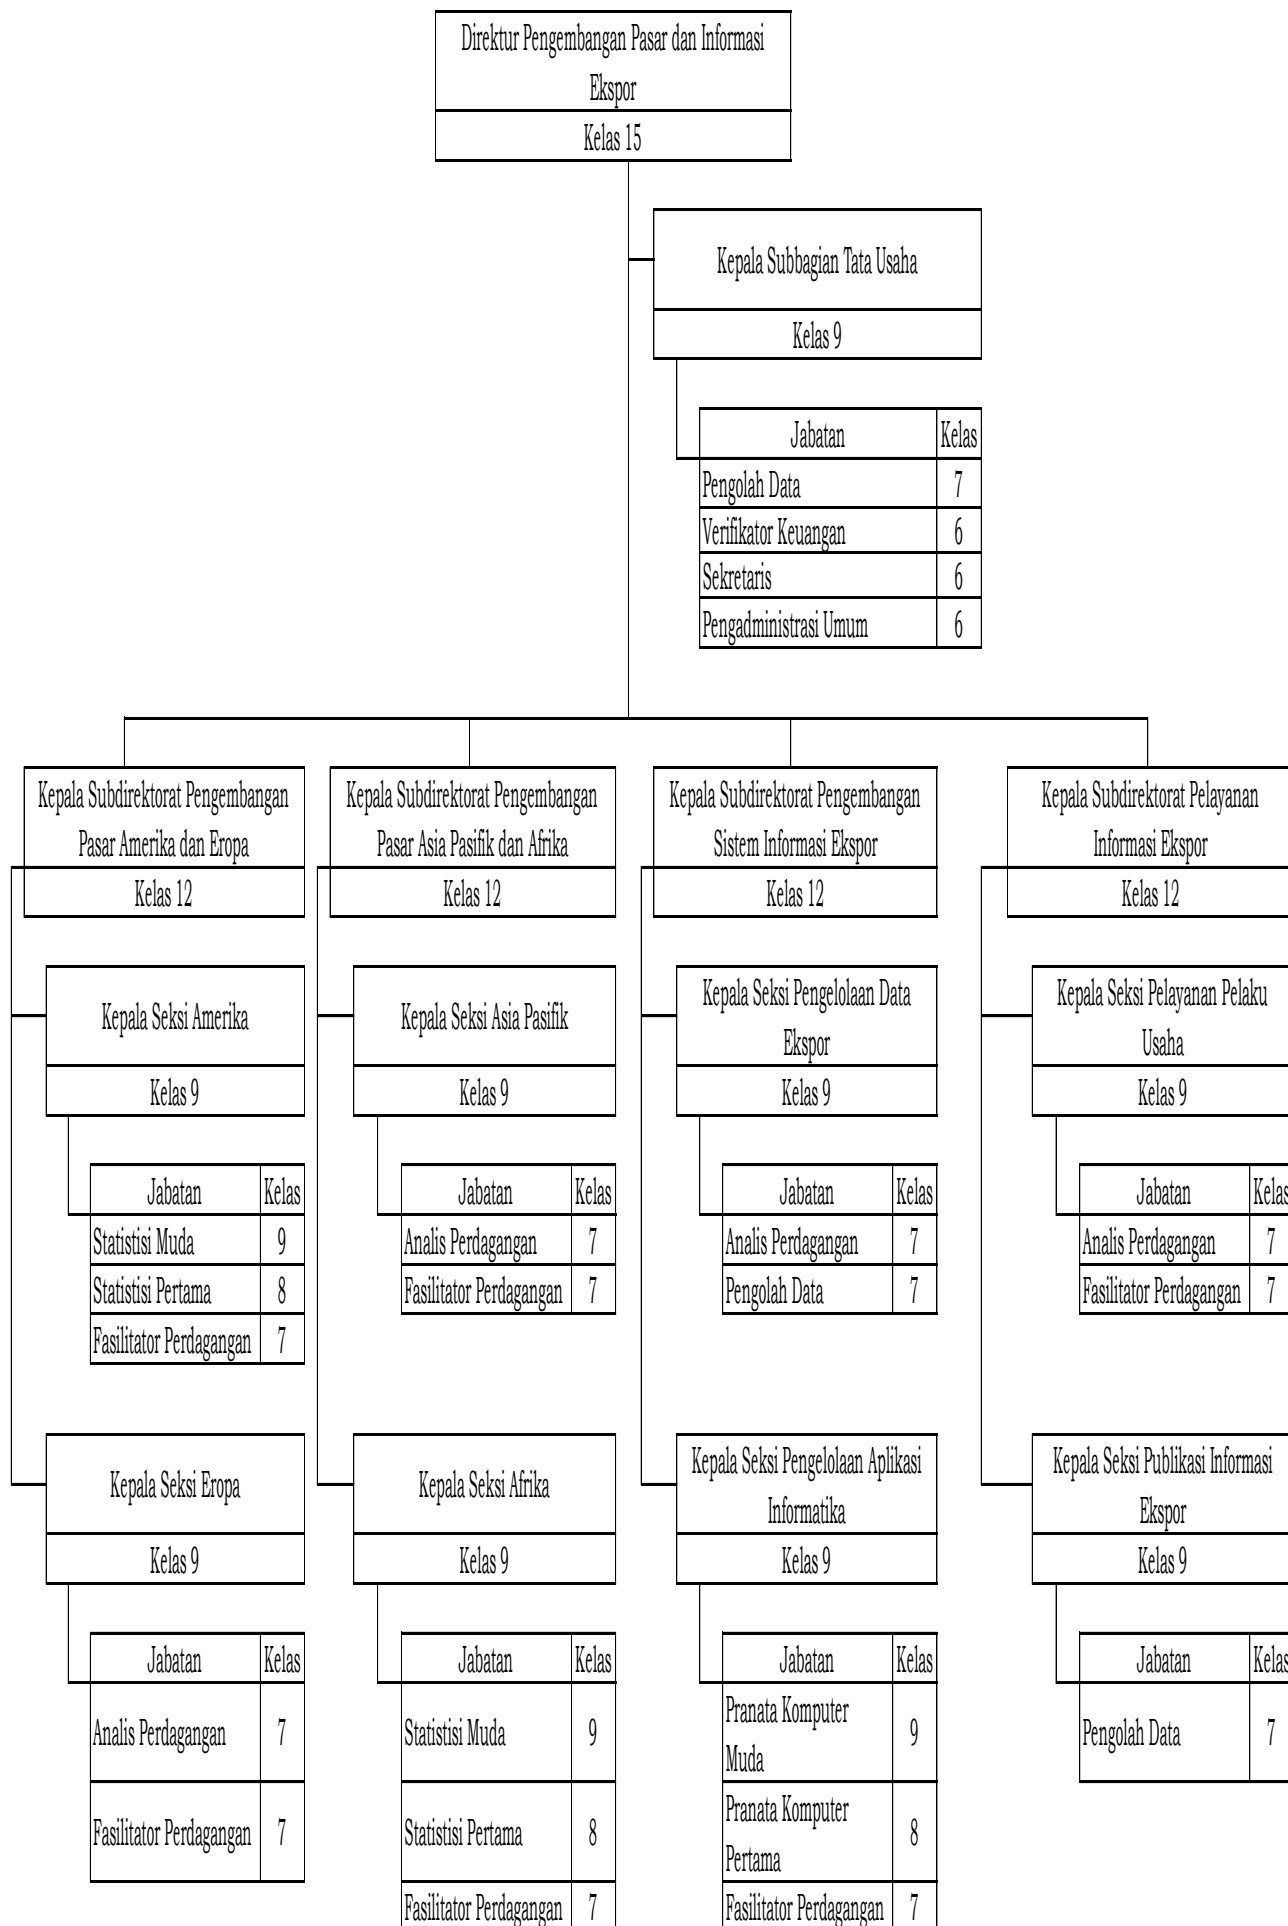 Direktur Pengembangan Pasar dan Informasi
Ekspor
Kelas 15
Kepala Subbagian Tata Usaha
Kelas 9
Jabatan Kelas
Pengolah Data 7
Verifikator Keuangan 6
Sekretaris 6
Pengadministrasi Umum 6
Kepala Subdirektorat Pengembangan
Pasar Amerika dan Eropa
Kelas 12
Kepala Seksi Amerika
Kelas 9
Jabatan Kelas
Statistisi Muda 9
Statistisi Pertama 8
Fasilitator Perdagangan 7
Kepala Seksi Eropa
Kelas 9
Jabatan Kelas
Analis Perdagangan 7
Fasilitator Perdagangan 7
Kepala Subdirektorat Pengembangan
Pasar Asia Pasifik dan Afrika
Kelas 12
Kepala Seksi Asia Pasifik
Kelas 9
Jabatan Kelas
Analis Perdagangan 7
Fasilitator Perdagangan 7
Kepala Seksi Afrika
Kelas 9
Jabatan Kelas
Statistisi Muda 9
Statistisi Pertama 8
Fasilitator Perdagangan 7
Kepala Subdirektorat Pengembangan
Sistem Informasi Ekspor
Kelas 12
Kepala Seksi Pengelolaan Data
Ekspor
Kelas 9
Jabatan Kelas
Analis Perdagangan 7
Pengolah Data 7
Kepala Seksi Pengelolaan Aplikasi
Informatika
Kelas 9
Jabatan Kelas
Pranata Komputer
Muda 9
Pranata Komputer
Pertama 8
Fasilitator Perdagangan 7
Kepala Subdirektorat Pelayanan
Informasi Ekspor
Kelas 12
Kepala Seksi Pelayanan Pelaku
Usaha
Kelas 9
Jabatan Kelas
Analis Perdagangan 7
Fasilitator Perdagangan 7
Kepala Seksi Publikasi Informasi
Ekspor
Kelas 9
Jabatan Kelas
Pengolah Data 7